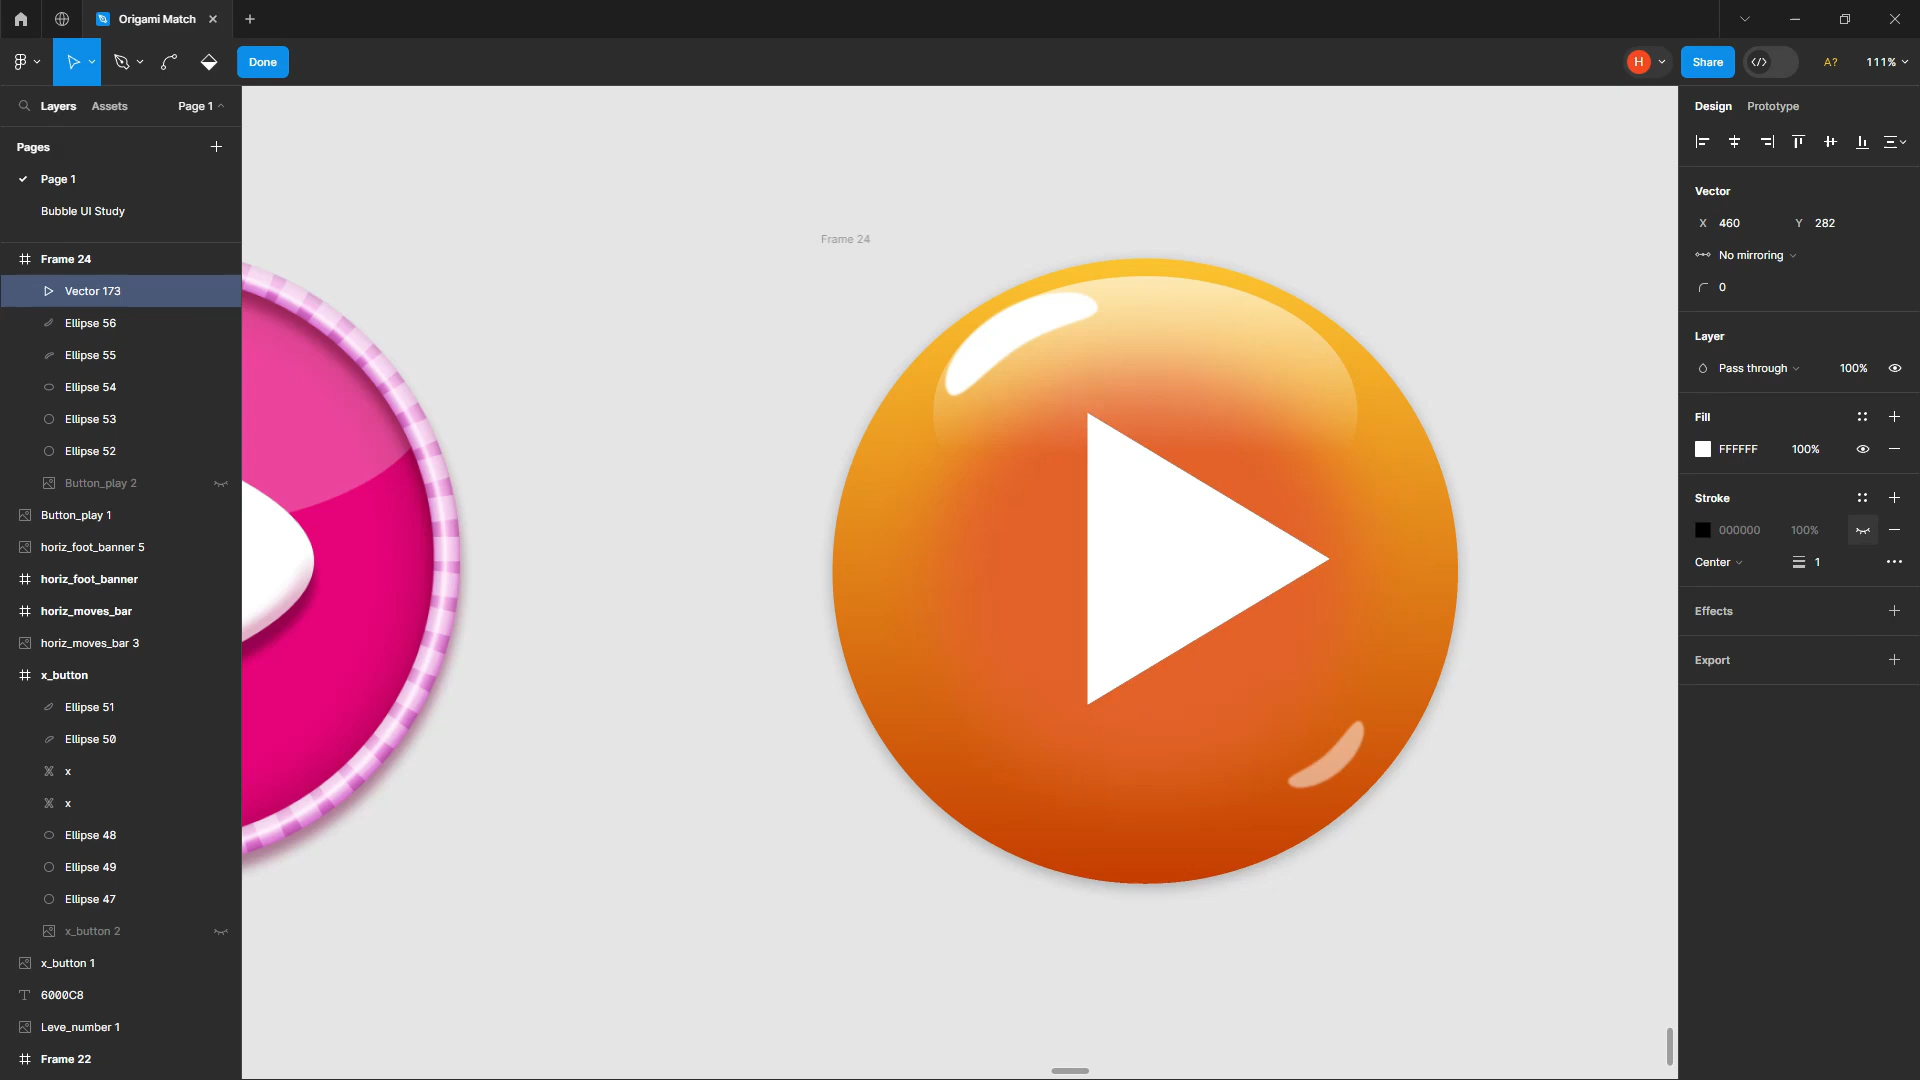 Origami Match
Done
H
Share
A?
111%
Layers
Assets
Page 1
Pages
Page 1
Bubble UI Study
Frame 24
Vector 173
Ellipse 56
Ellipse 55
Ellipse 54
Ellipse 53
Ellipse 52
Button_play 2
Button_play 1
horiz_foot_banner 5
horiz_foot_banner
horiz_moves_bar
horiz_moves_bar 3
x_button
Ellipse 51
Ellipse 50
x
x
Ellipse 48
Ellipse 49
Ellipse 47
x_button 2
x_button 1
6000C8
Leve_number 1
Frame 22
Frame 24
Design
Prototype
Vector
X 460 Y 282
No mirroring
0
Layer
Pass through 100%
Fill
FFFFFF 100%
Stroke
000000 100%
Center 1
Effects
Export